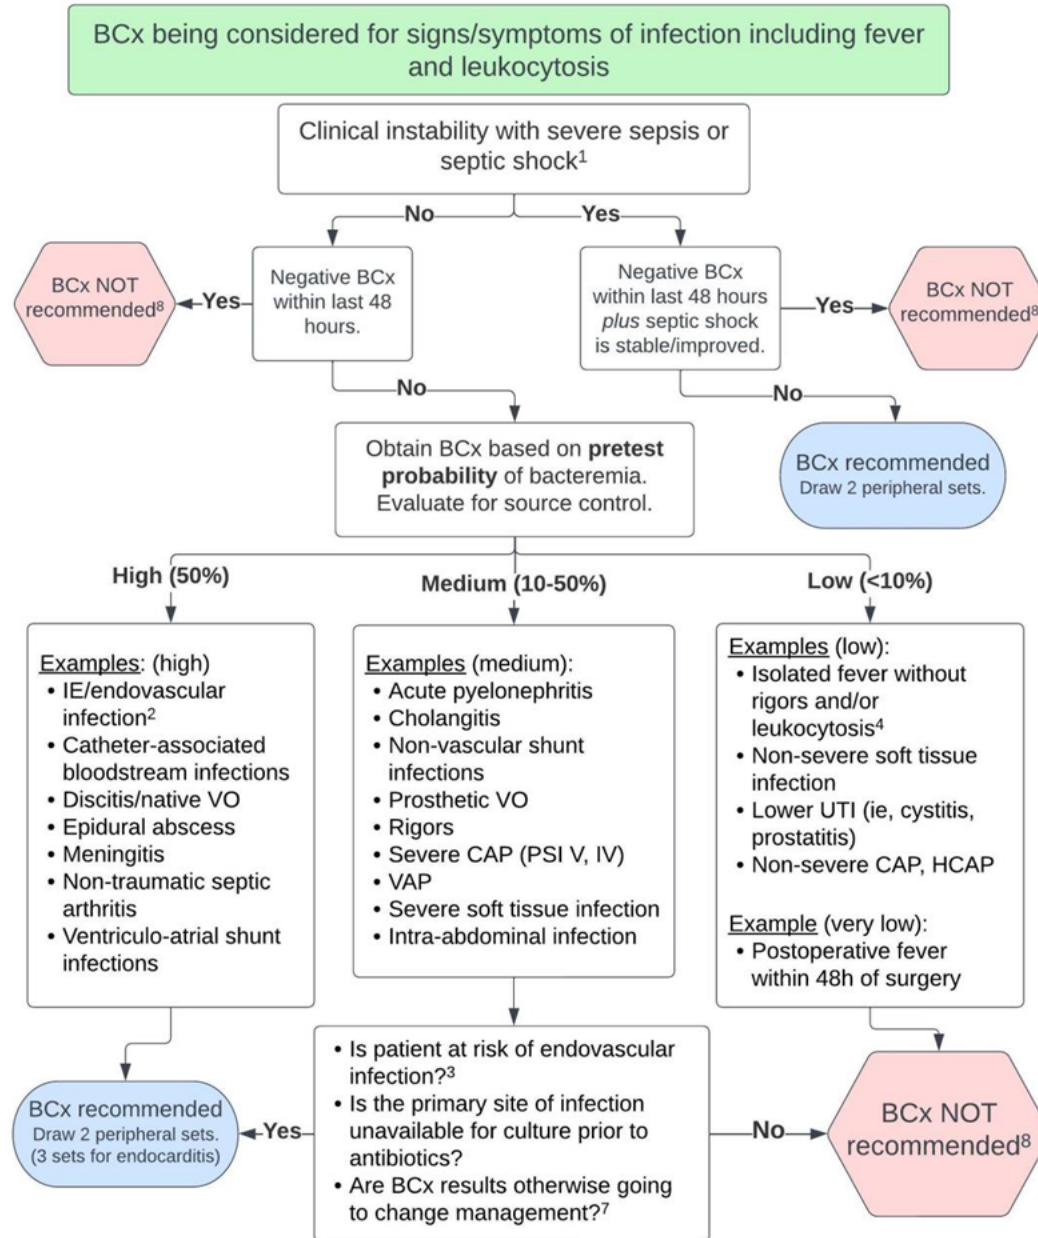 BCx being considered for signs/symptoms of infection including fever
and leukocytosis
Clinical instability with severe sepsis or
septic shock¹
No
Yes
BCx NOT
recommended⁸
Yes
Negative BCx
within last 48
hours.
Negative BCx
within last 48 hours
plus septic shock
is stable/improved.
Yes
BCx NOT
recommended⁸
No
No
Obtain BCx based on pretest
probability of bacteremia.
Evaluate for source control.
BCx recommended
Draw 2 peripheral sets.
High (50%)
Medium (10-50%)
Low (<10%)
Examples: (high)
• IE/endovascular
infection²
• Catheter-associated
bloodstream infections
• Discitis/native VO
• Epidural abscess
• Meningitis
• Non-traumatic septic
arthritis
• Ventriculo-atrial shunt
infections
Examples (medium):
• Acute pyelonephritis
• Cholangitis
• Non-vascular shunt
infections
• Prosthetic VO
• Rigors
• Severe CAP (PSI V, IV)
• VAP
• Severe soft tissue infection
• Intra-abdominal infection
Examples (low):
• Isolated fever without
rigors and/or
leukocytosis⁴
• Non-severe soft tissue
infection
• Lower UTI (ie, cystitis,
prostatitis)
• Non-severe CAP, HCAP
Example (very low):
• Postoperative fever
within 48h of surgery
BCx recommended
Draw 2 peripheral sets.
(3 sets for endocarditis)
Yes
• Is patient at risk of endovascular
infection?³
• Is the primary site of infection
unavailable for culture prior to
antibiotics?
• Are BCx results otherwise going
to change management?⁷
No
BCx NOT
recommended⁸